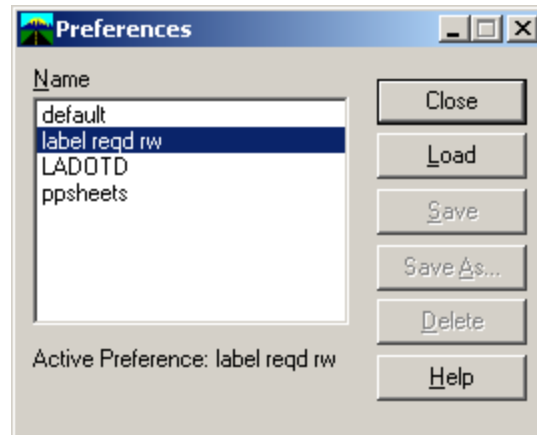 Preferences
Name
default
label reqd rw
LADOTD
ppsheets
Active Preference: label reqd rw
Close
Load
Save
Save As...
Delete
Help